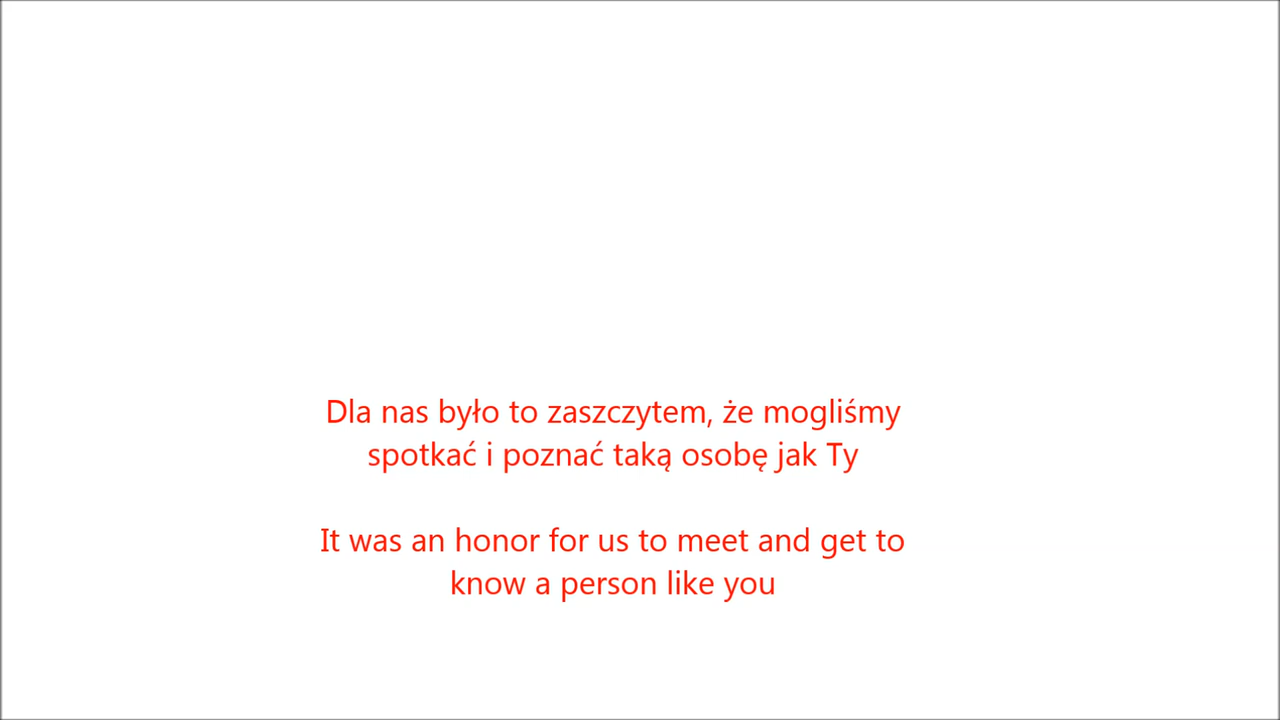 Dla nas było to zaszczytem, że mogliśmy
spotkać i poznać taką osobę jak Ty
It was an honor for us to meet and get to
know a person like you